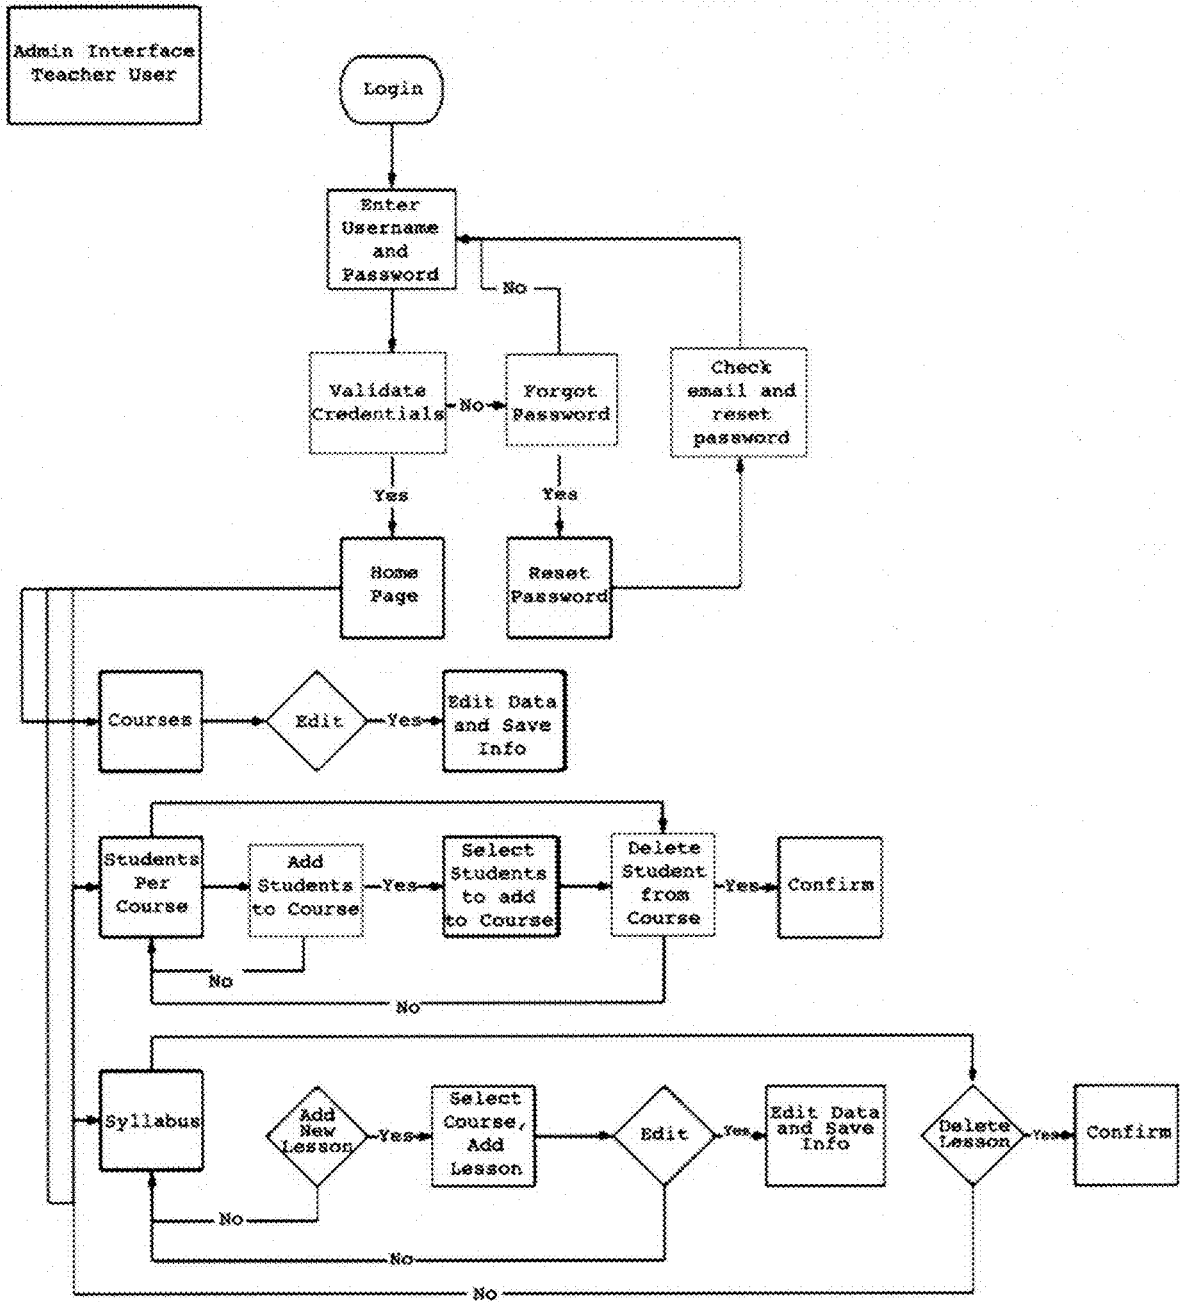 Admin Interface
Teacher User
Login
Enter
Username
and
Password
No
Validate
Credentials
No
Forgot
Password
Check
email and
reset
password
Yes
Yes
Home
Page
Reset
Password
Courses
Edit
Yes
Edit Data
and Save
Info
Students
Per
Course
Add
Students
to Course
Yes
Select
Students
to add
to Course
Delete
Student
from
Course
Yes
Confirm
No
No
Syllabus
Add
New
Lesson
Yes
Select
Course,
Add
Lesson
Edit
Yes
Edit Data
and Save
Info
Delete
Lesson
Yes
Confirm
No
No
No